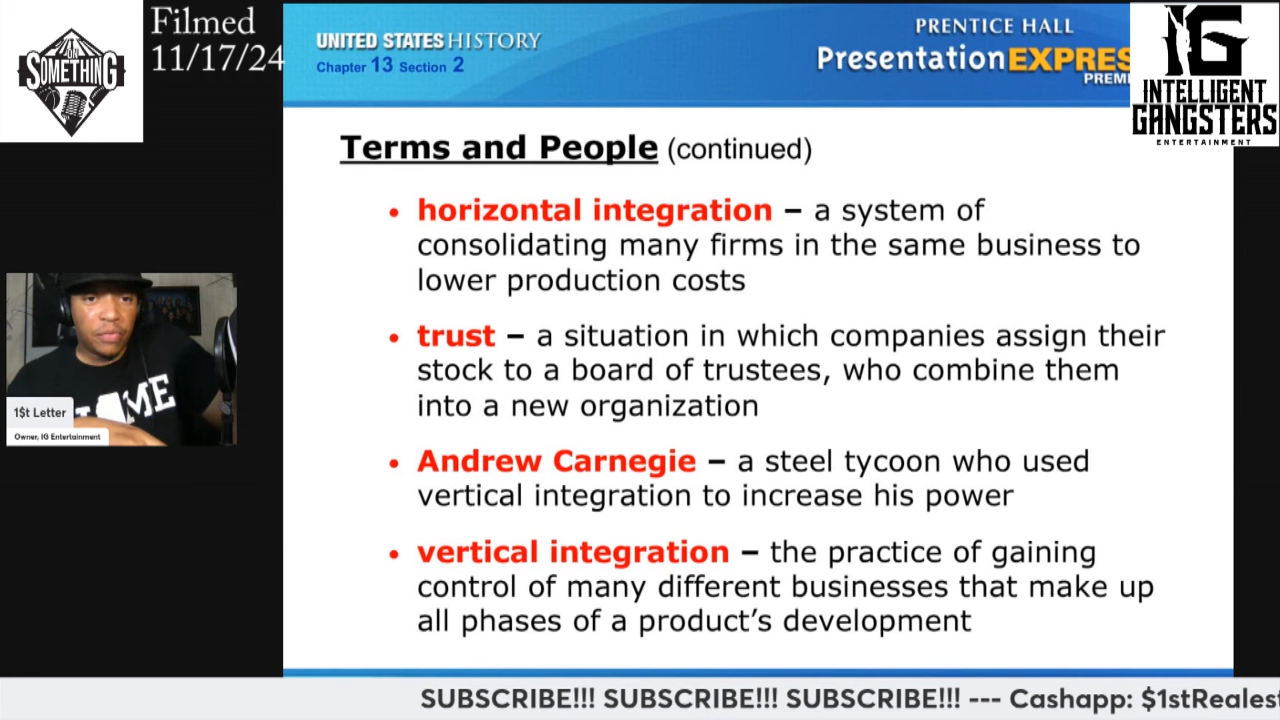 Filmed
11/17/24
I ON
SOMETHING
UNITED STATES HISTORY
Chapter 13 Section 2
PRENTICE HALL
Presentation EXPRES
PREM
IG
INTELLIGENT
GANGSTERS
ENTERTAINMENT
Terms and People (continued)
• horizontal integration – a system of
consolidating many firms in the same business to
lower production costs
• trust – a situation in which companies assign their
stock to a board of trustees, who combine them
into a new organization
• Andrew Carnegie – a steel tycoon who used
vertical integration to increase his power
• vertical integration – the practice of gaining
control of many different businesses that make up
all phases of a product’s development
1$t Letter
Owner, IG Entertainment
SUBSCRIBE!!! SUBSCRIBE!!! SUBSCRIBE!!! --- Cashapp: $1stRealest